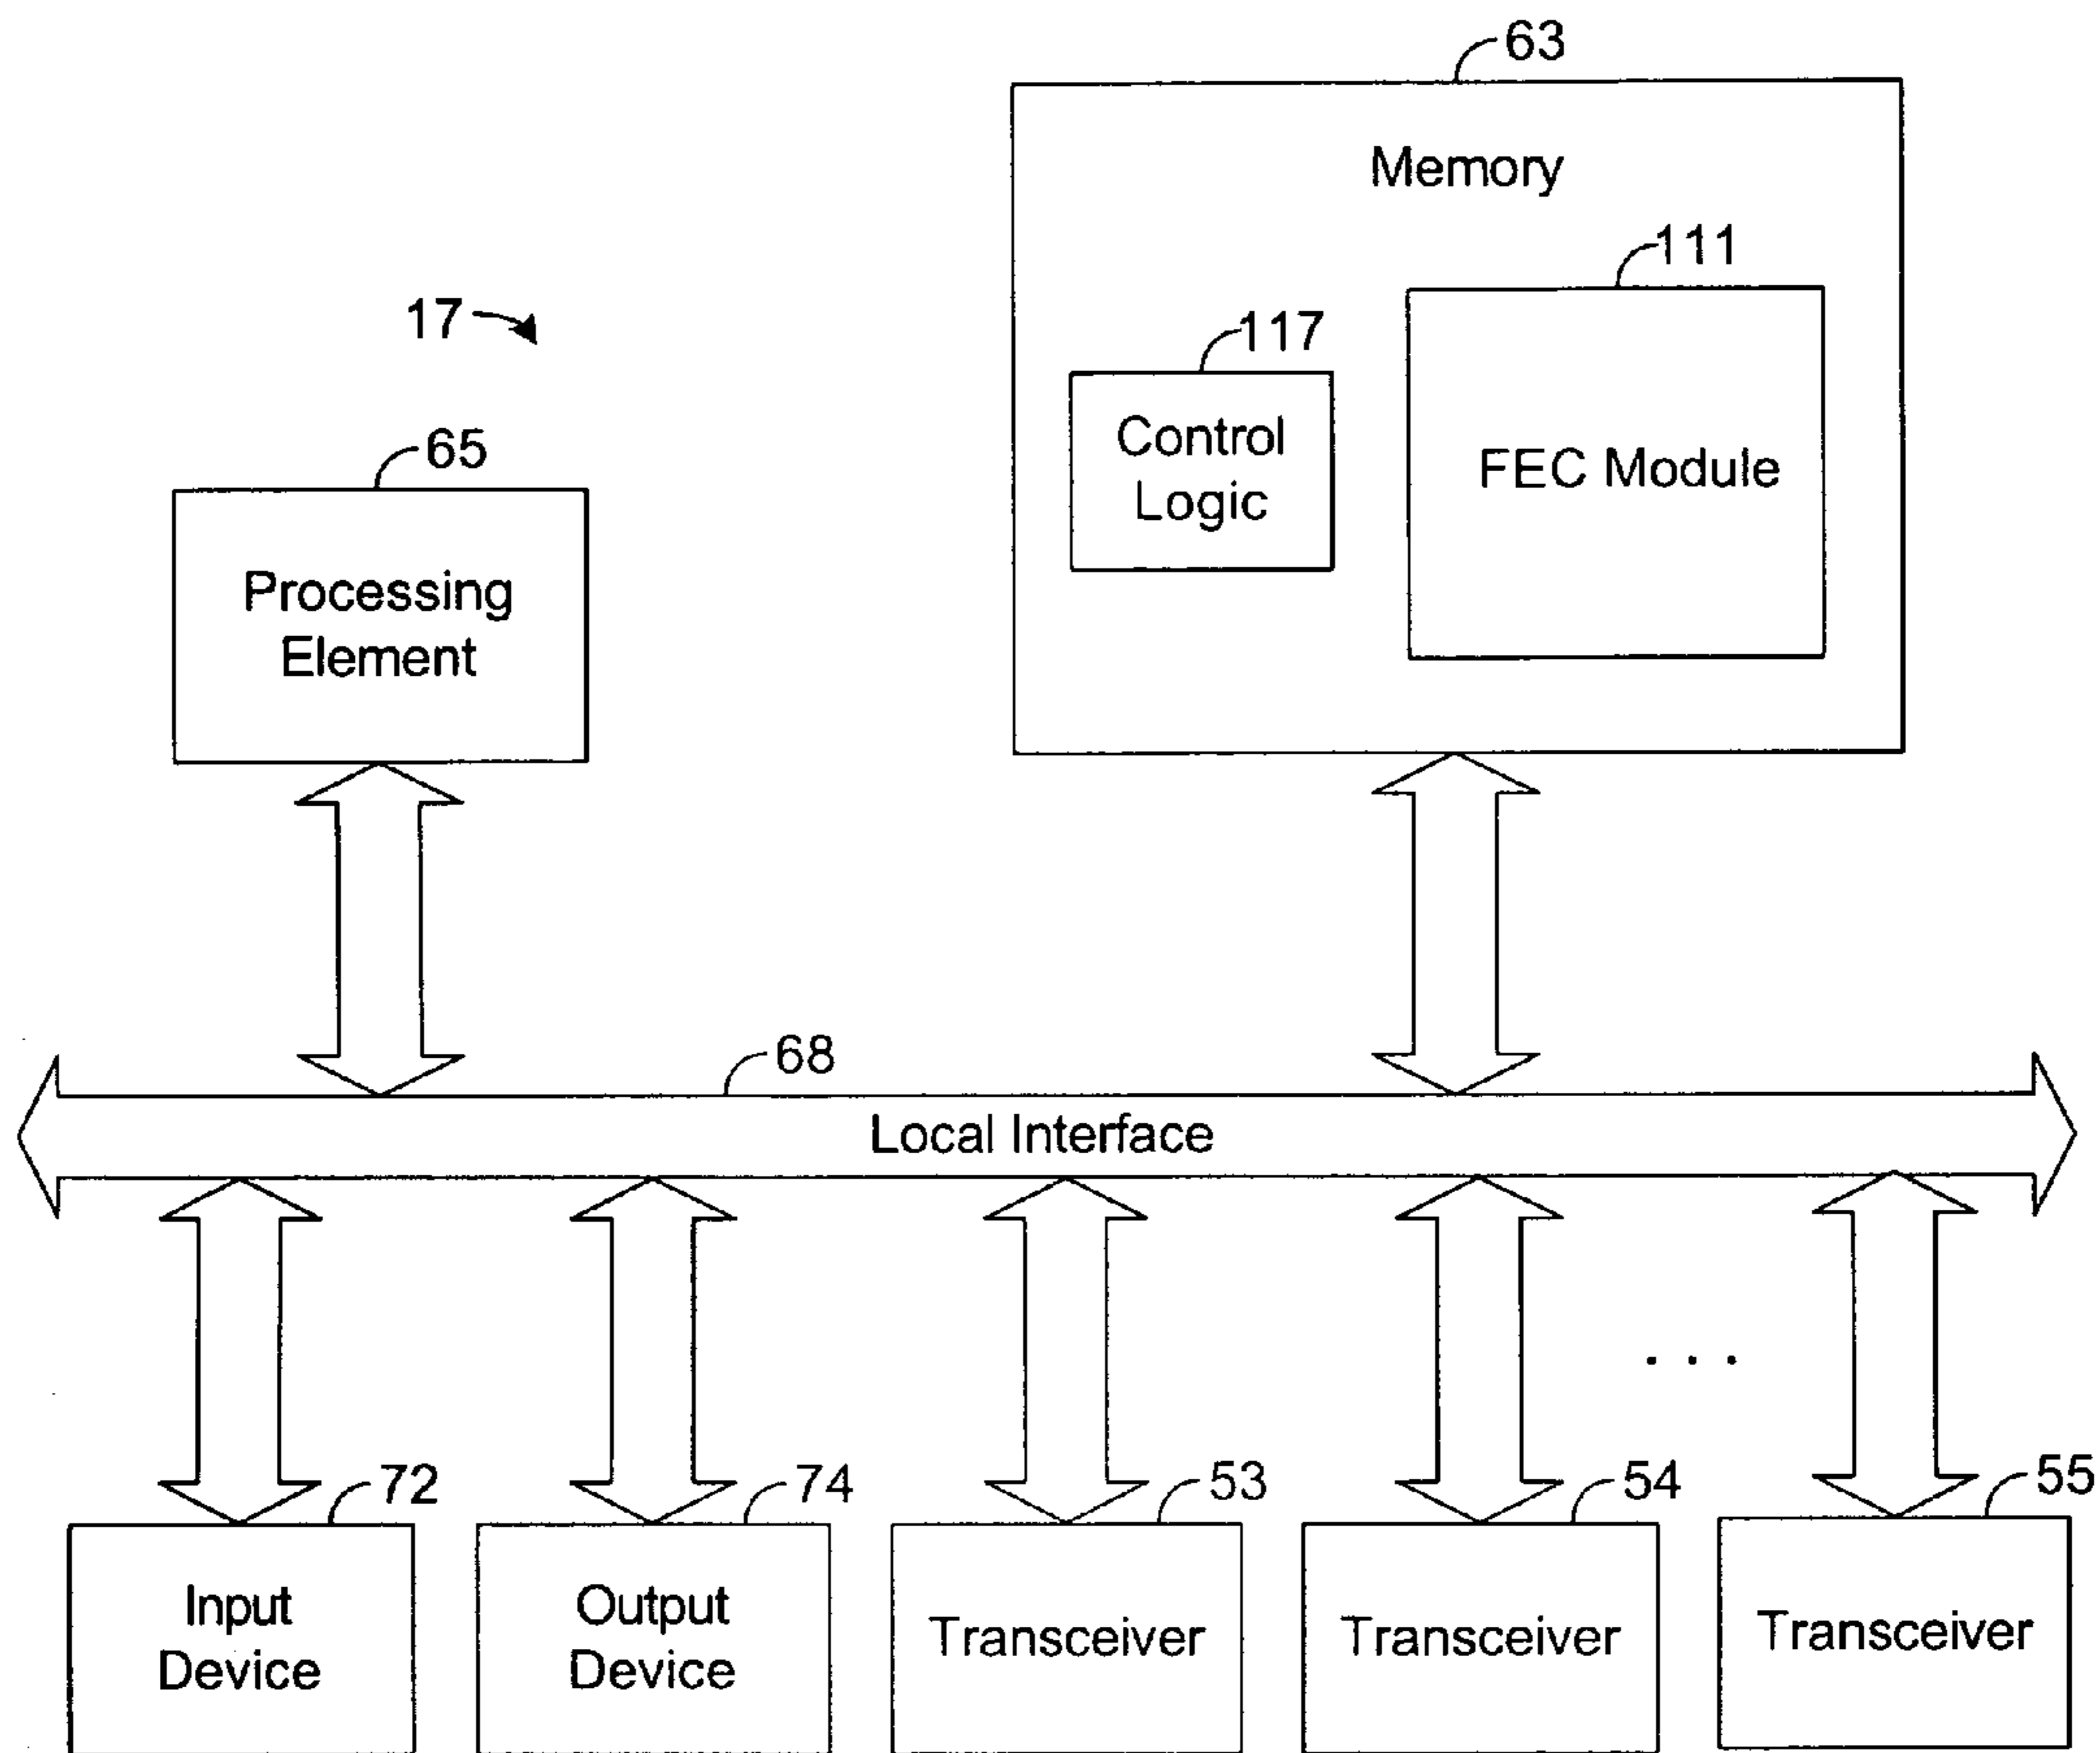 63
Memory
111
17
117
Control
Logic
FEC Module
65
Processing
Element
68
Local Interface
. . .
72
74
53
54
55
Input
Device
Output
Device
Transceiver
Transceiver
Transceiver